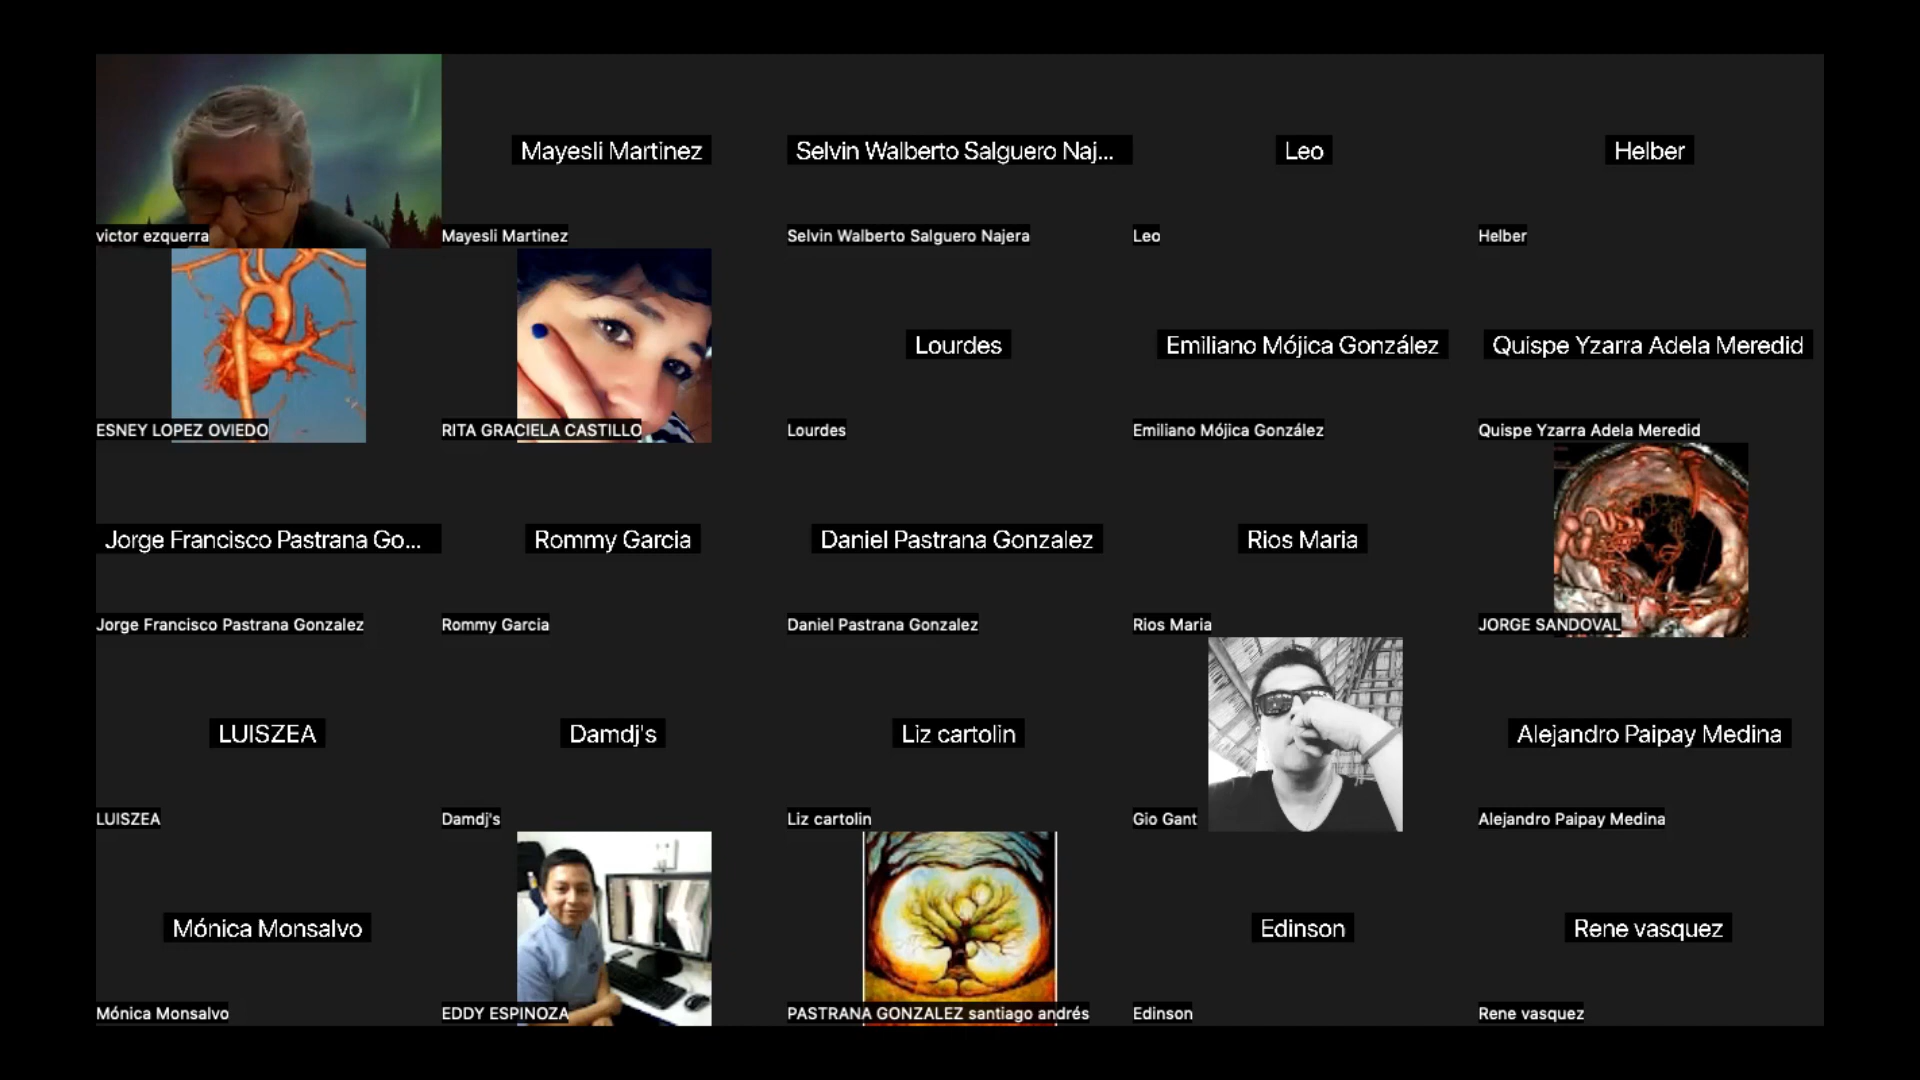 victor ezquerra
Mayesli Martinez
Mayesli Martinez
Selvin Walberto Salguero Naj...
Selvin Walberto Salguero Najera
Leo
Leo
Helber
Helber
ESNEY LOPEZ OVIEDO
RITA GRACIELA CASTILLO
Lourdes
Lourdes
Emiliano Mójica González
Emiliano Mójica González
Quispe Yzarra Adela Meredid
Quispe Yzarra Adela Meredid
Jorge Francisco Pastrana Go...
Jorge Francisco Pastrana Gonzalez
Rommy Garcia
Rommy Garcia
Daniel Pastrana Gonzalez
Daniel Pastrana Gonzalez
Rios Maria
Rios Maria
JORGE SANDOVAL
LUISZEA
LUISZEA
Damdj's
Damdj's
Liz cartolin
Liz cartolin
Gio Gant
Alejandro Paipay Medina
Alejandro Paipay Medina
Mónica Monsalvo
Mónica Monsalvo
EDDY ESPINOZA
PASTRANA GONZALEZ santiago andrés
Edinson
Edinson
Rene vasquez
Rene vasquez